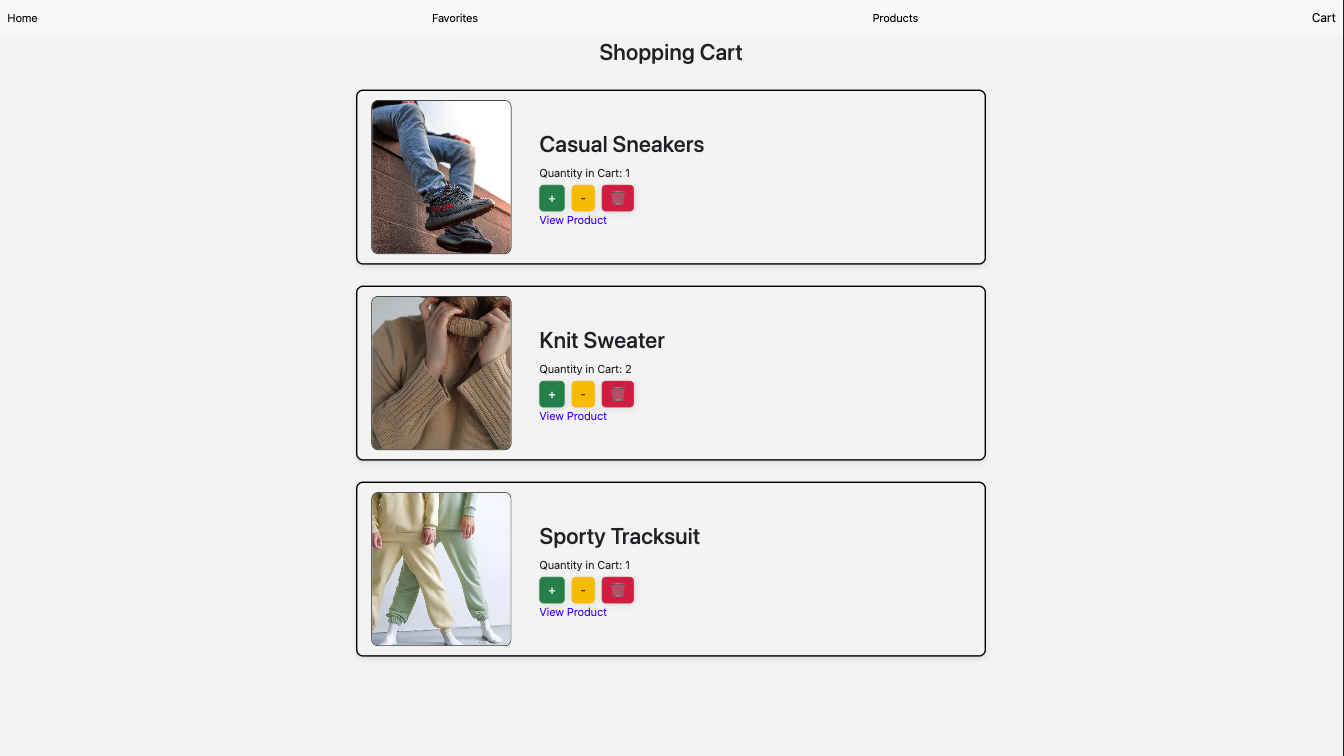 Home Favorites Products Cart
Shopping Cart
Casual Sneakers
Quantity in Cart: 1
+ -
View Product
Knit Sweater
Quantity in Cart: 2
+ -
View Product
Sporty Tracksuit
Quantity in Cart: 1
+ -
View Product